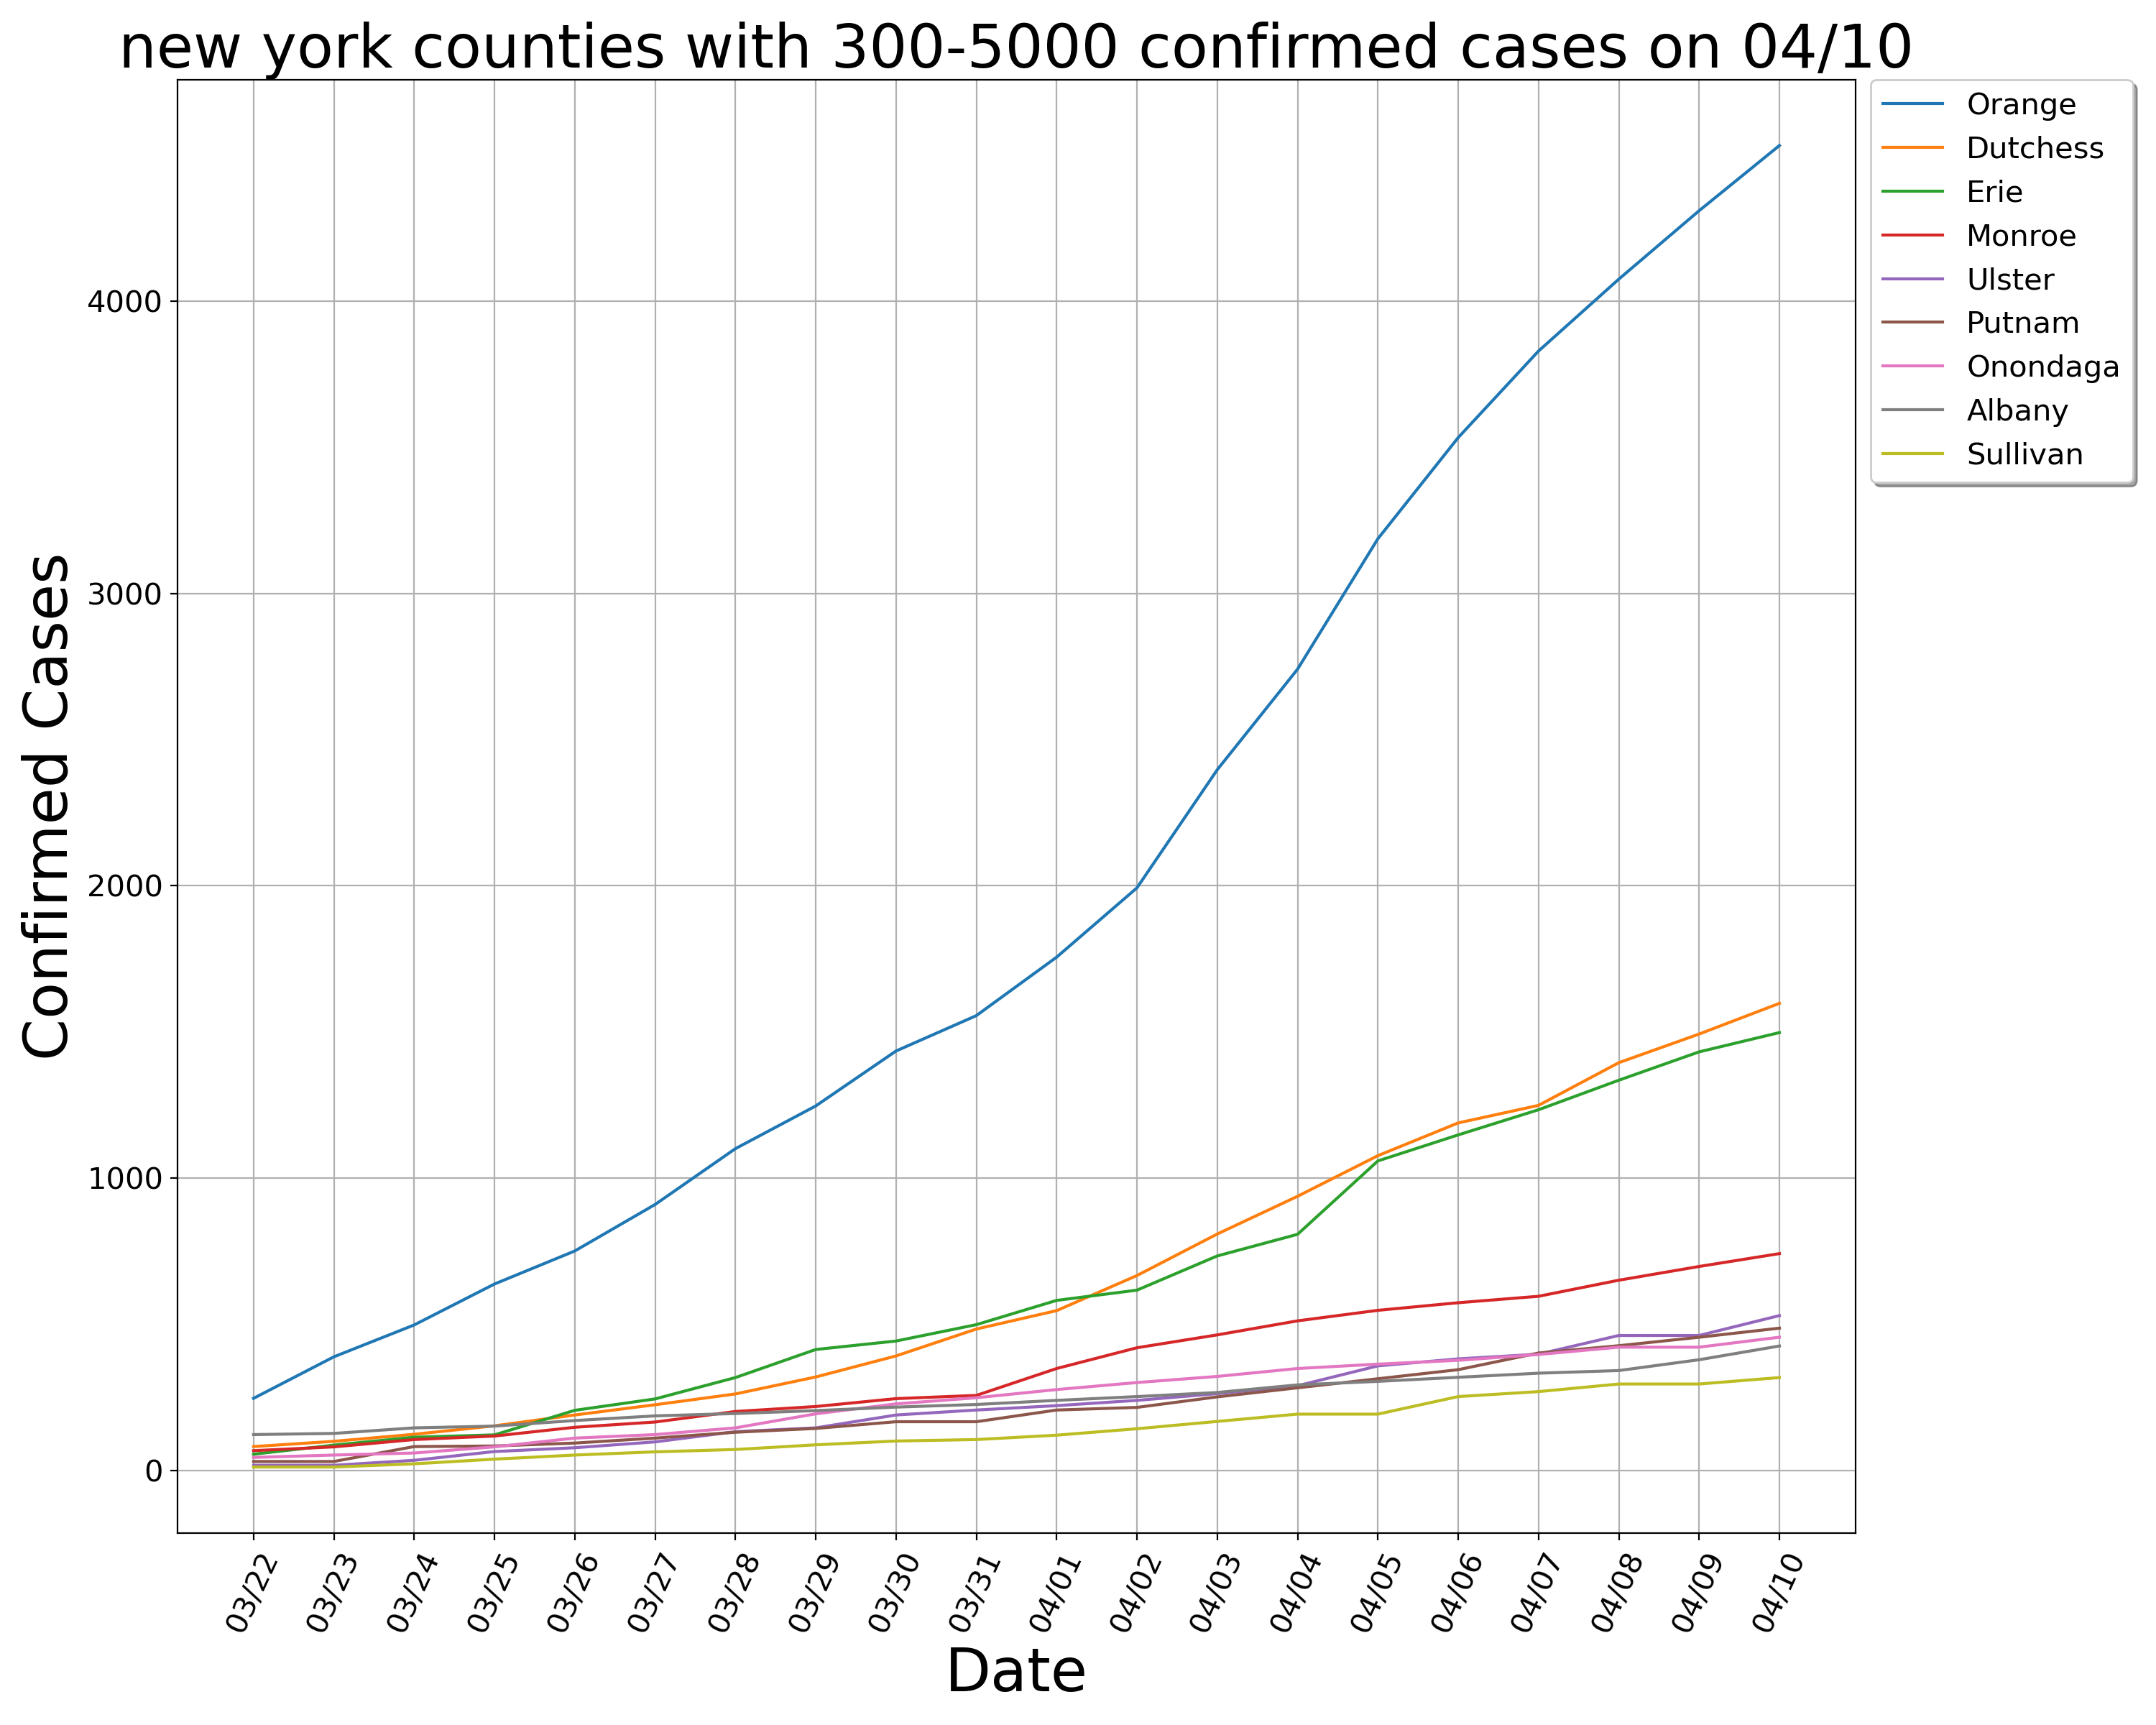 new york counties with 300-5000 confirmed cases on 04/10
Orange
Dutchess
Erie
Monroe
Ulster
Putnam
Onondaga
Albany
Sullivan
Confirmed Cases
4000
3000
2000
1000
0
03/22
03/23
03/24
03/25
03/26
03/27
03/28
03/29
03/30
03/31
04/01
04/02
04/03
04/04
04/05
04/06
04/07
04/08
04/09
04/10
Date